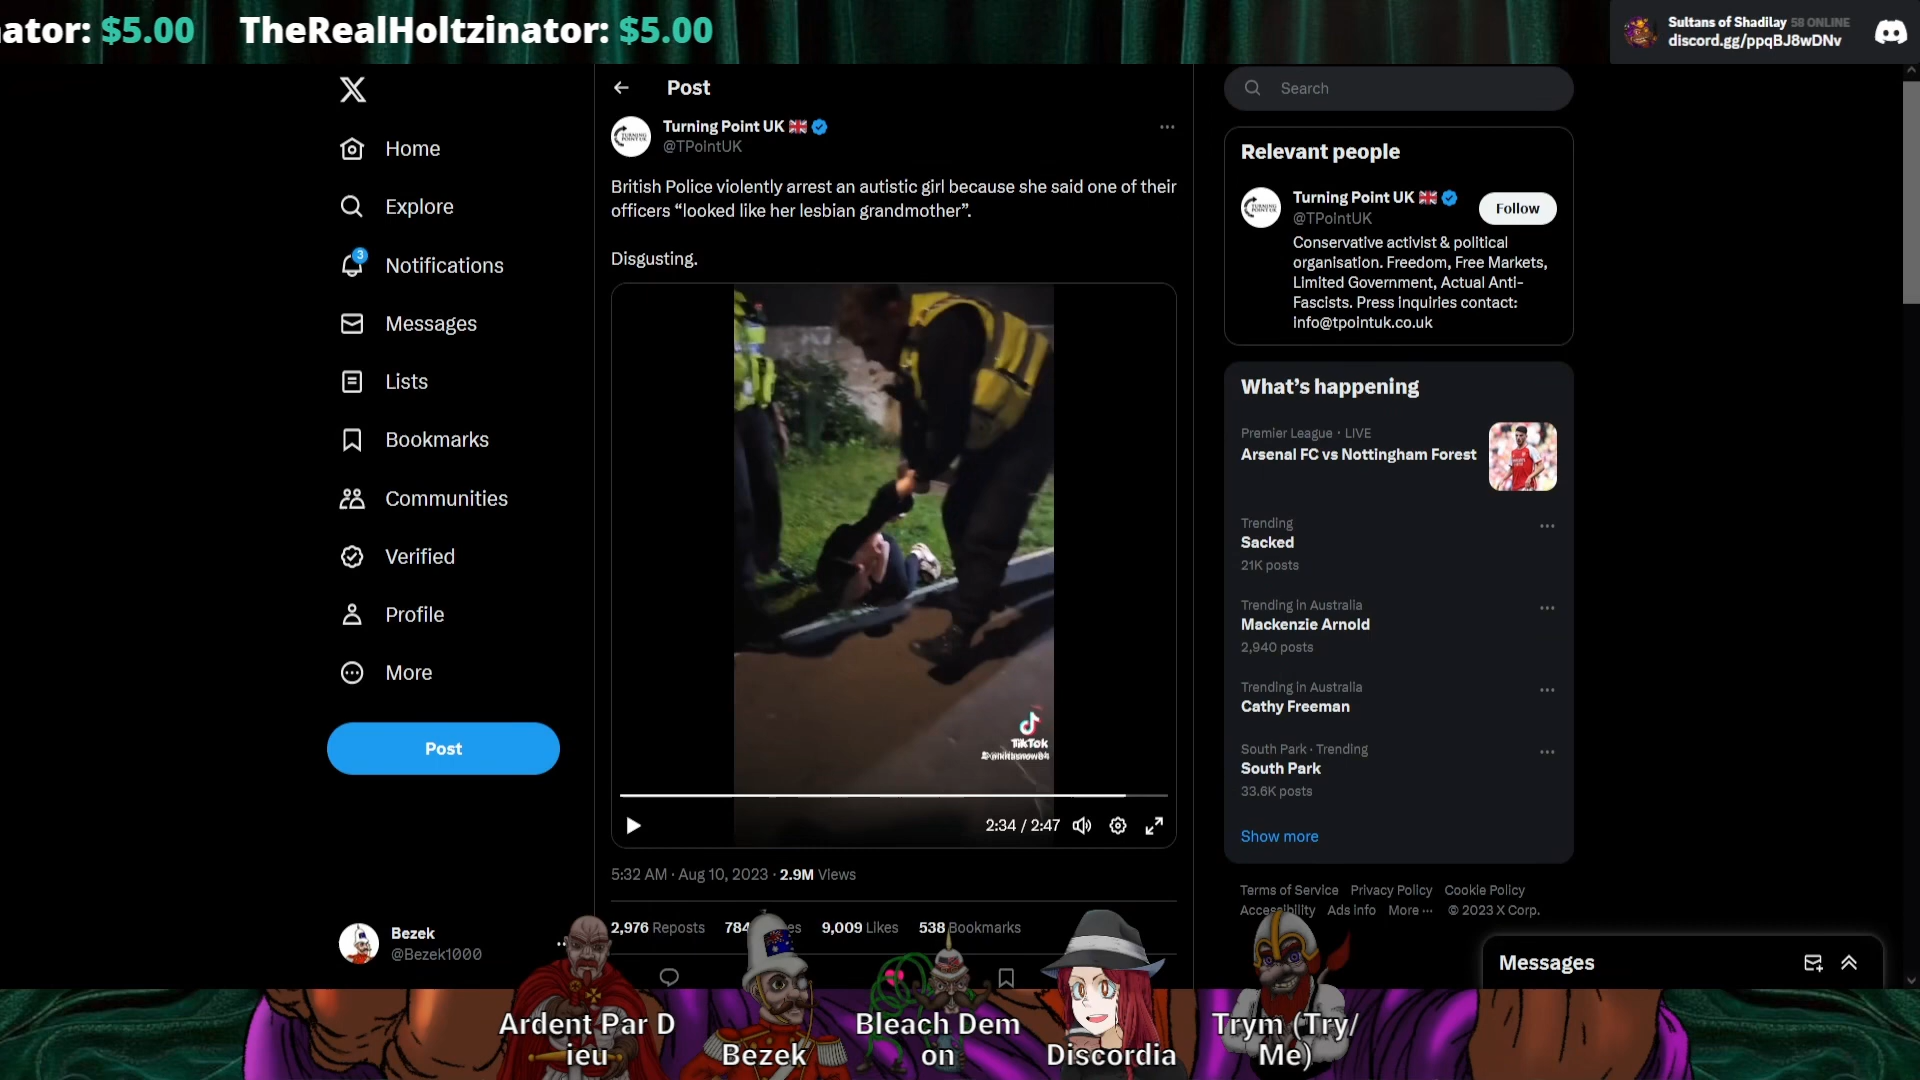 ator: $5.00 TheRealHoltzinator: $5.00
Sultans of Shadilay 58 ONLINE
discord.gg/ppqBJ8wDNv
Home
Explore
3
Notifications
Messages
Lists
Bookmarks
Communities
Verified
Profile
More
Post
Bezek
@Bezek1000
Post
Turning Point UK
@TPointUK
British Police violently arrest an autistic girl because she said one of their
officers “looked like her lesbian grandmother”.
Disgusting.
TikTok
2:34 / 2:47
5:32 AM · Aug 10, 2023 · 2.9M Views
2,976 Reposts 784 es 9,009 Likes 538 Bookmarks
Search
Relevant people
Turning Point UK
@TPointUK
Follow
Conservative activist & political
organisation. Freedom, Free Markets,
Limited Government, Actual Anti-
Fascists. Press inquiries contact:
info@tpointuk.co.uk
What’s happening
Premier League · LIVE
Arsenal FC vs Nottingham Forest
Trending
Sacked
21K posts
Trending in Australia
Mackenzie Arnold
2,940 posts
Trending in Australia
Cathy Freeman
South Park · Trending
South Park
33.6K posts
Show more
Terms of Service Privacy Policy Cookie Policy
Accessibility Ads info More ··· © 2023 X Corp.
Messages
Ardent Par D
ieu
Bezek
Bleach Dem
on
Discordia
Trym (Try/
Me)